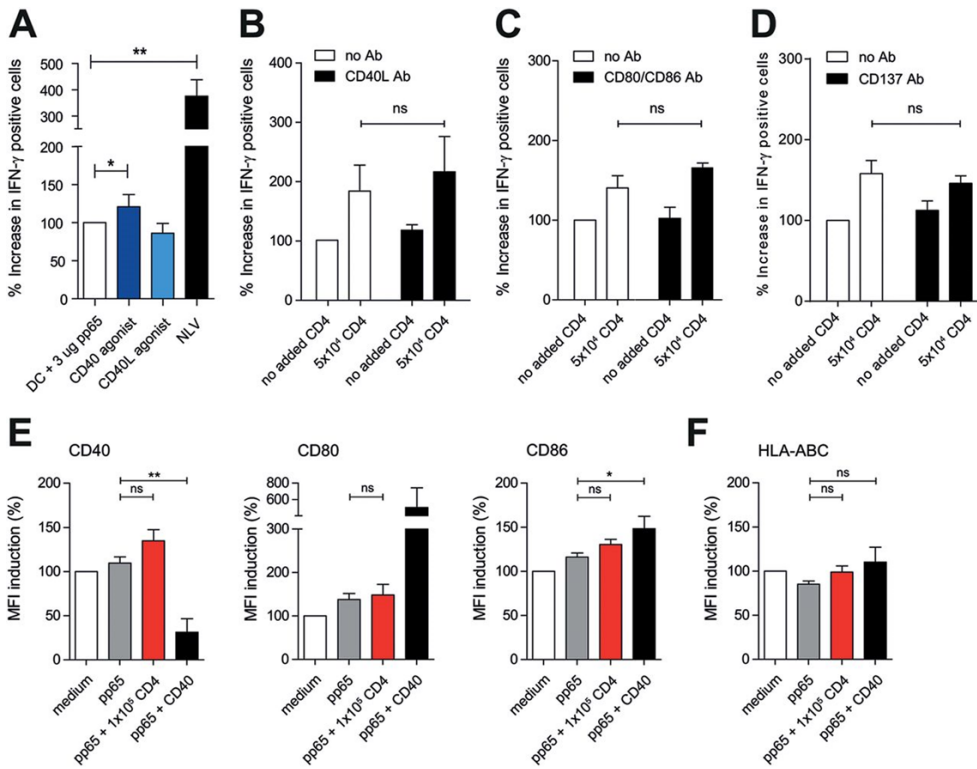 A
% Increase in IFN-γ positive cells
500
400
300
200
150
100
50
0
**
*
DC + 3 ug pp65
CD40 agonist
CD40L agonist
NLV
B
% Increase in IFN-γ positive cells
no Ab
CD40L Ab
400
300
200
100
0
ns
no added CD4
5x10⁴ CD4
no added CD4
5x10⁴ CD4
C
% Increase in IFN-γ positive cells
no Ab
CD80/CD86 Ab
300
200
100
0
ns
no added CD4
5x10⁴ CD4
no added CD4
5x10⁴ CD4
D
% Increase in IFN-γ positive cells
no Ab
CD137 Ab
300
200
100
0
ns
no added CD4
5x10⁴ CD4
no added CD4
5x10⁴ CD4
E
CD40
MFI induction (%)
200
150
100
50
0
**
ns
medium
pp65
pp65 + 1x10⁵ CD4
pp65 + CD40
CD80
MFI induction (%)
800
600
300
200
100
0
ns
medium
pp65
pp65 + 1x10⁵ CD4
pp65 + CD40
CD86
MFI induction (%)
200
150
100
50
0
*
ns
medium
pp65
pp65 + 1x10⁵ CD4
pp65 + CD40
F
HLA-ABC
MFI induction (%)
200
150
100
50
0
ns
ns
medium
pp65
pp65 + 1x10⁵ CD4
pp65 + CD40